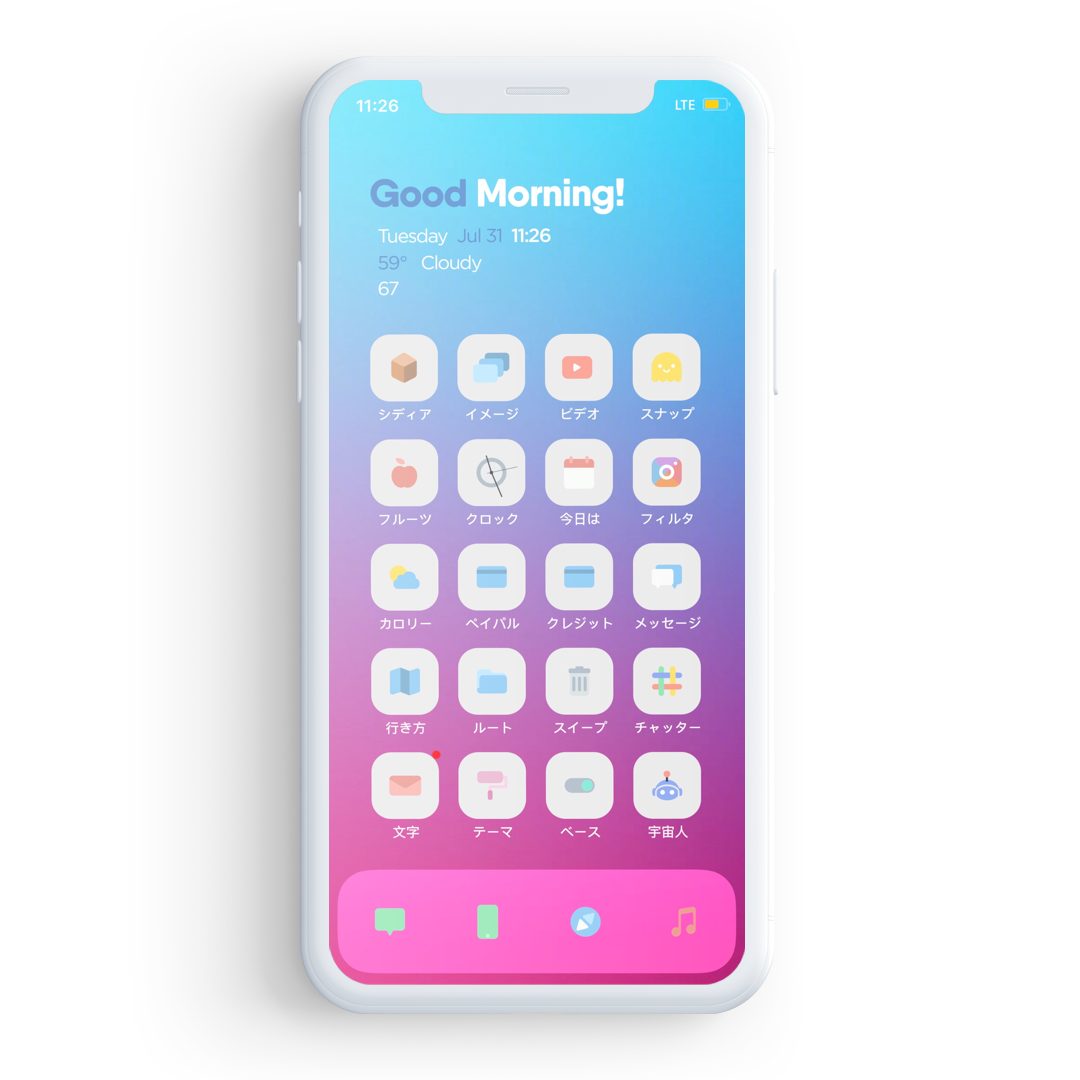 11:26
LTE
Good Morning!
Tuesday Jul 31 11:26
59° Cloudy
67
シディア イメージ ビデオ スナップ
フルーツ クロック 今日は フィルタ
カロリー ペイパル クレジット メッセージ
行き方 ルート スイープ チャッター
文字 テーマ ベース 宇宙人